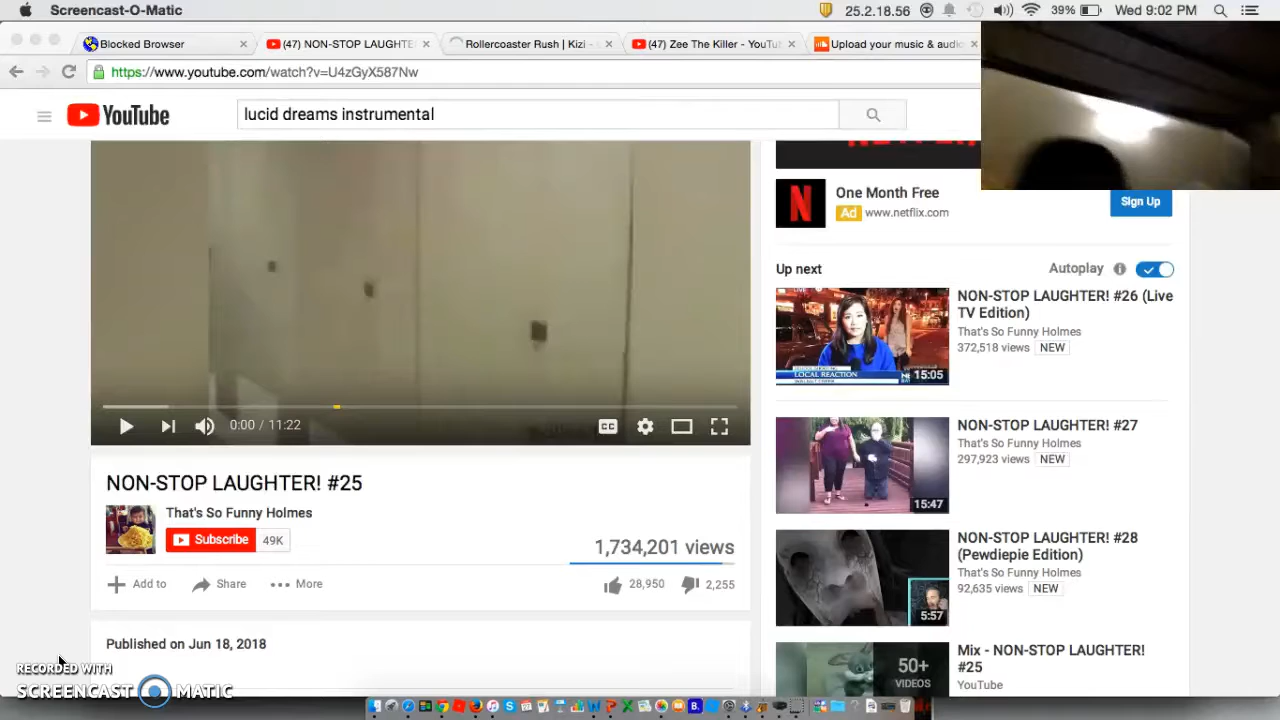 Screencast-O-Matic
25.2.18.56
39%
Wed 9:02 PM
Blocked Browser
(47) NON-STOP LAUGHTE
Rollercoaster Rush | Kizi -
(47) Zee The Killer - YouTu
Upload your music & audi
https://www.youtube.com/watch?v=U4zGyX587Nw
YouTube
lucid dreams instrumental
One Month Free
Ad www.netflix.com
Sign Up
Up next
Autoplay
NON-STOP LAUGHTER! #26 (Live
TV Edition)
That's So Funny Holmes
372,518 views NEW
LOCAL REACTION
15:05
NON-STOP LAUGHTER! #27
That's So Funny Holmes
297,923 views NEW
15:47
NON-STOP LAUGHTER! #28
(Pewdiepie Edition)
That's So Funny Holmes
92,635 views NEW
5:57
Mix - NON-STOP LAUGHTER!
#25
YouTube
50+
VIDEOS
0:00 / 11:22
CC
NON-STOP LAUGHTER! #25
That's So Funny Holmes
Subscribe 49K
1,734,201 views
Add to
Share
More
28,950
2,255
Published on Jun 18, 2018
RECORDED WITH
SCREENCAST MATIC